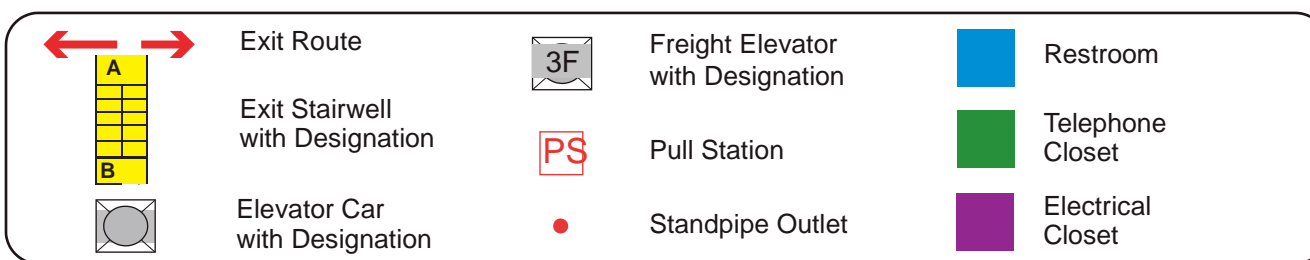 Exit Route
A
Exit Stairwell
with Designation
B
Elevator Car
with Designation
3F
Freight Elevator
with Designation
PS
Pull Station
Standpipe Outlet
Restroom
Telephone
Closet
Electrical
Closet